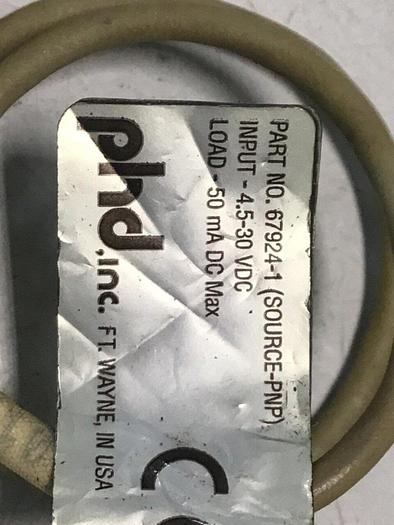 PART NO. 67924-1 (SOURCE-PNP)
INPUT - 4.5-30 VDC
LOAD - 50 mA DC Max
phd, inc. FT. WAYNE, IN USA
C